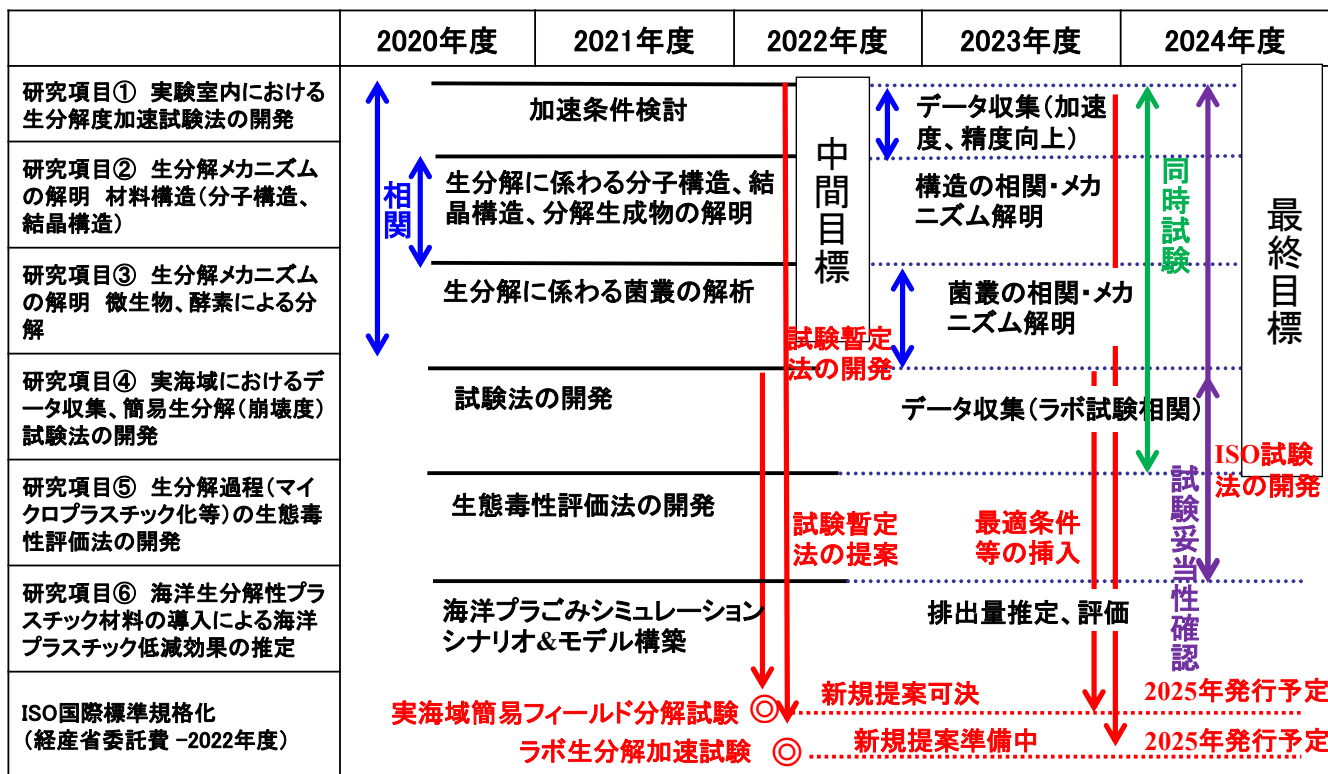 2020年度
2021年度
2022年度
2023年度
2024年度
研究項目① 実験室内における
生分解度加速試験法の開発
加速条件検討
データ収集(加速
度、精度向上)
研究項目② 生分解メカニズム
の解明 材料構造(分子構造、
結晶構造)
生分解に係わる分子構造、結
晶構造、分解生成物の解明
構造の相関・メカ
ニズム解明
相関
中間目標
同時試験
最終目標
研究項目③ 生分解メカニズム
の解明 微生物、酵素による分
解
生分解に係わる菌叢の解析
菌叢の相関・メカ
ニズム解明
試験暫定
法の開発
研究項目④ 実海域におけるデ
ータ収集、簡易生分解(崩壊度)
試験法の開発
試験法の開発
データ収集(ラボ試験相関)
ISO試験
法の開発
研究項目⑤ 生分解過程(マイ
クロプラスチック化等)の生態毒
性評価法の開発
生態毒性評価法の開発
試験暫定
法の提案
最適条件
等の挿入
試験妥当性確認
研究項目⑥ 海洋生分解性プラ
スチック材料の導入による海洋
プラスチック低減効果の推定
海洋プラごみシミュレーション
シナリオ&モデル構築
排出量推定、評価
ISO国際標準規格化
(経産省委託費 -2022年度)
実海域簡易フィールド分解試験 ◎
新規提案可決
2025年発行予定
ラボ生分解加速試験 ◎
新規提案準備中
2025年発行予定